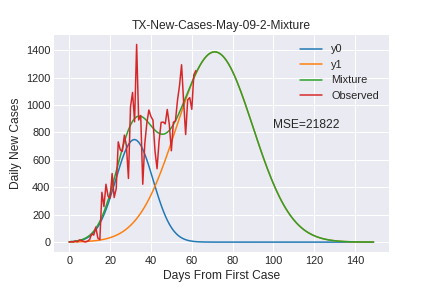 TX-New-Cases-May-09-2-Mixture
1400
1200
1000
800
600
400
200
0
Daily New Cases
y0
y1
Mixture
Observed
MSE=21822
0 20 40 60 80 100 120 140
Days From First Case